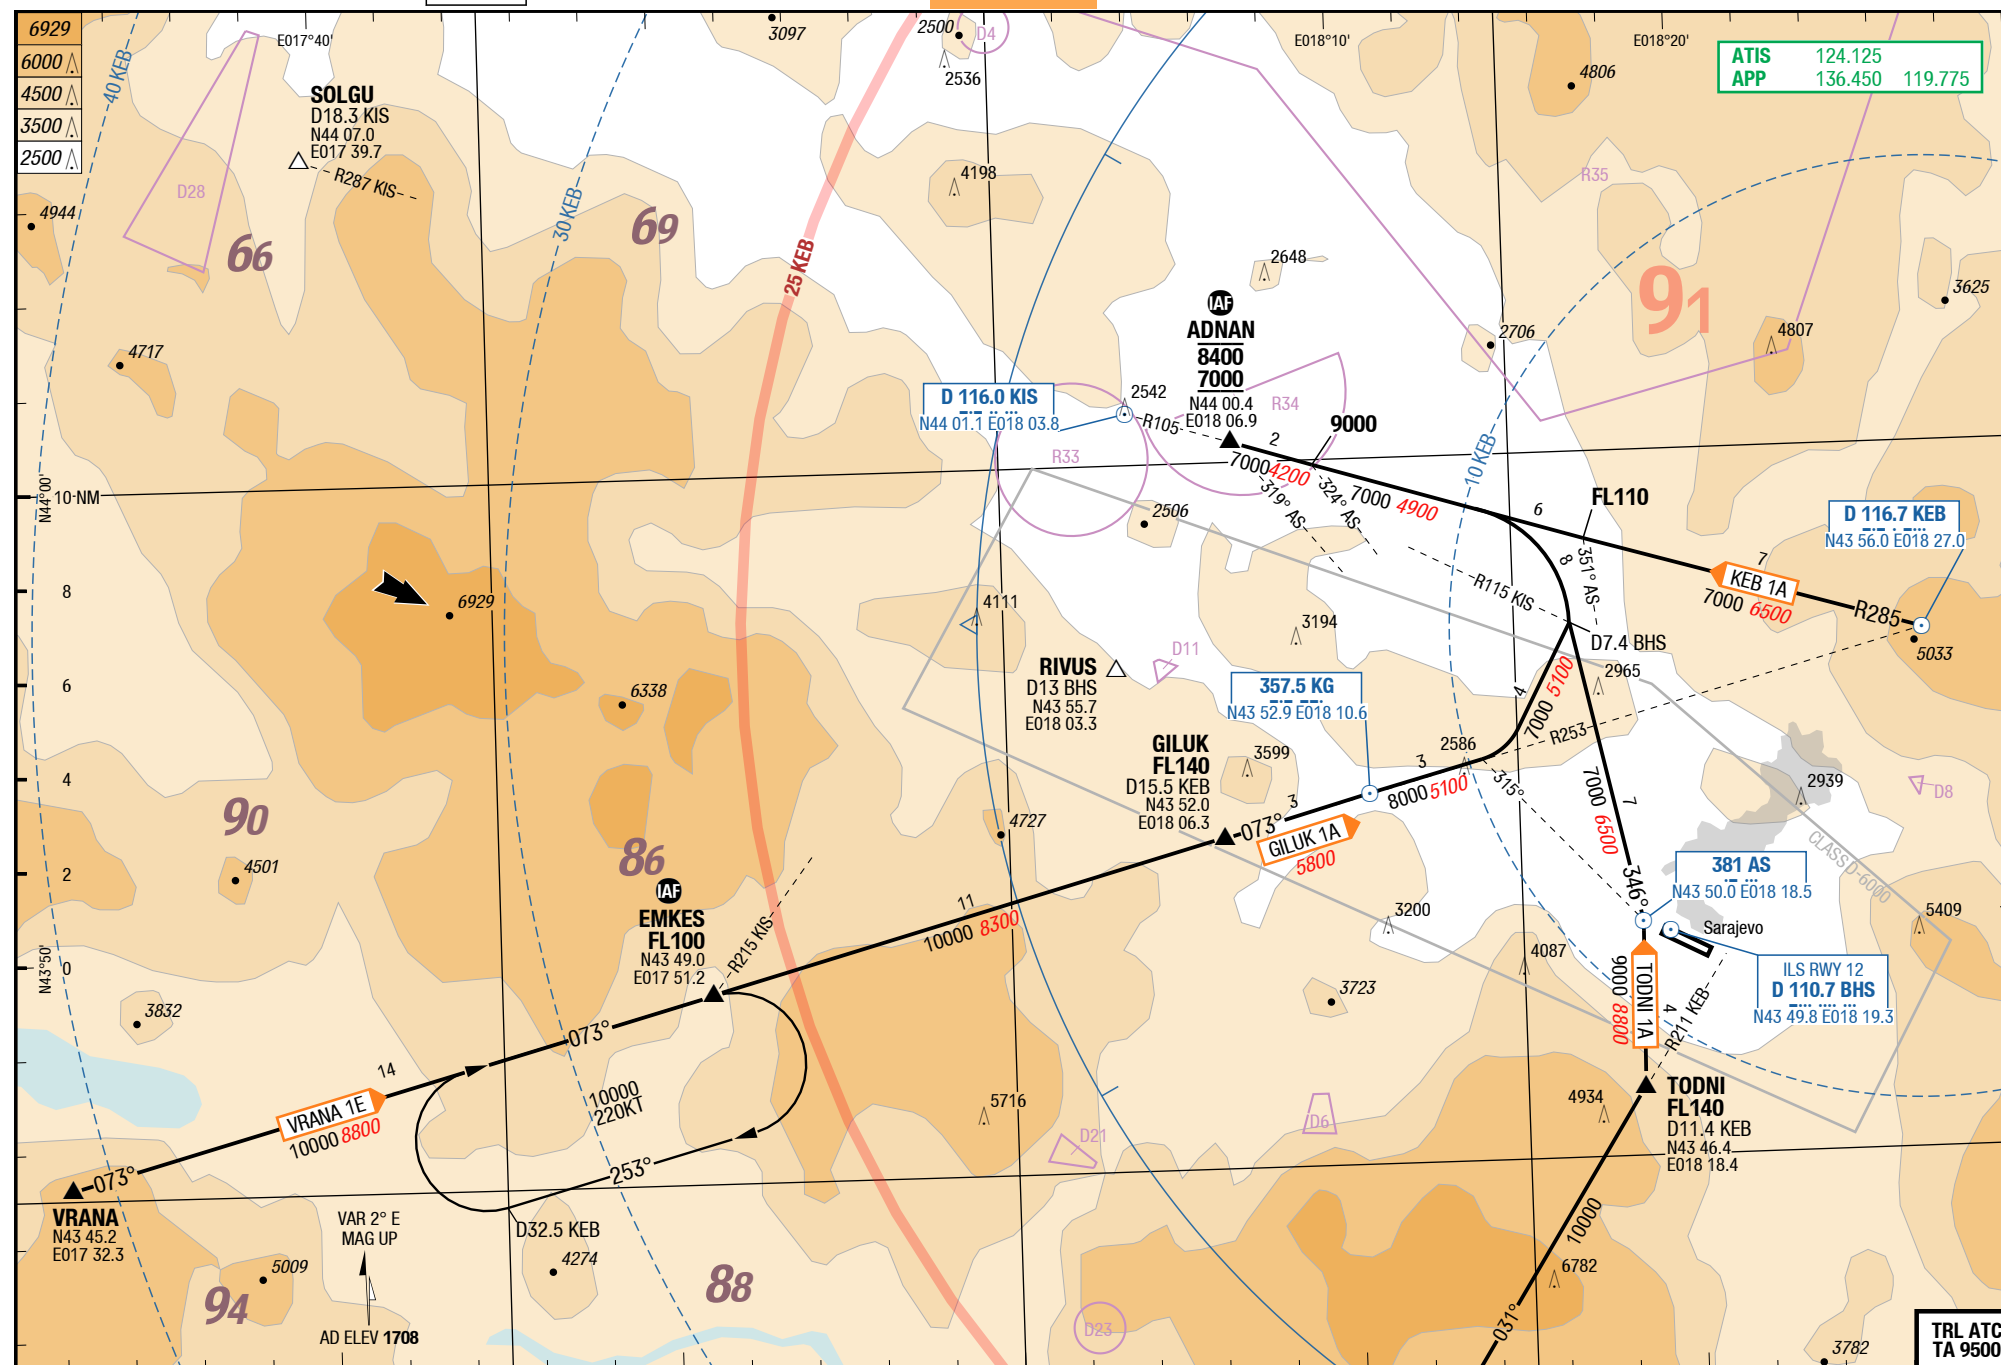 6929
6000
4500
3500
2500
E017°40'
40 KEB
SOLGU
D18.3 KIS
N44 07.0
E017 39.7
R287 KIS
D28
4944
66
30 KEB
69
3097
25 KEB
2500
D4
2536
4198
E018°10'
E018°20'
4806
ATIS 124.125
APP 136.450 119.775
R35
91
3625
4807
2706
2648
IAF
ADNAN
8400
7000
N44 00.4
E018 06.9
R34
D 116.0 KIS
N44 01.1 E018 03.8
2542
R105
R33
2
9000
7000 4200
319° AS
324° AS
7000 4900
10 KEB
6
FL110
351° AS
8
7
KEB 1A
7000 6500
R285
D 116.7 KEB
N43 56.0 E018 27.0
5033
4717
N44°00'
10 NM
8
6
4
2
0
N43°50'
6929
6338
2506
4111
3194
R115 KIS
D7.4 BHS
2965
RIVUS
D13 BHS
N43 55.7
E018 03.3
D11
357.5 KG
N43 52.9 E018 10.6
GILUK
FL140
D15.5 KEB
N43 52.0
E018 06.3
3599
073°
3
GILUK 1A
5800
3
8000 5100
2586
4
7000 5100
R253
315°
7000 6500
7
346°
2939
D8
CLASS D-6000
381 AS
N43 50.0 E018 18.5
Sarajevo
5409
ILS RWY 12
D 110.7 BHS
N43 49.8 E018 19.3
90
4501
86
IAF
EMKES
FL100
N43 49.0
E017 51.2
R215 KIS
4727
11
10000 8300
3200
3723
4087
TODNI 1A
9000 8800
4
R211 KEB
TODNI
FL140
D11.4 KEB
N43 46.4
E018 18.4
4934
3832
14
073°
VRANA 1E
10000 8800
10000
220KT
253°
073°
VRANA
N43 45.2
E017 32.3
D32.5 KEB
4274
VAR 2° E
MAG UP
AD ELEV 1708
5009
94
88
5716
D21
D6
D23
10000
031°
6782
3782
TRL ATC
TA 9500